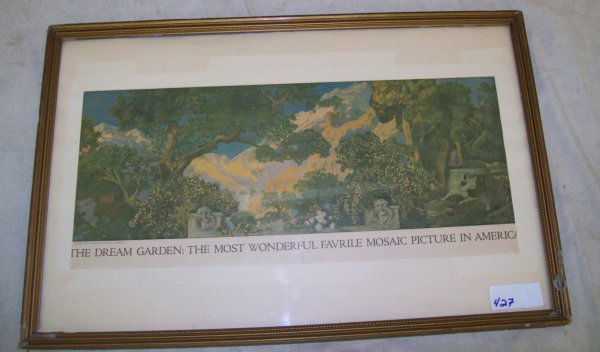 THE DREAM GARDEN: THE MOST WONDERFUL FAVRILE MOSAIC PICTURE IN AMERICA
427